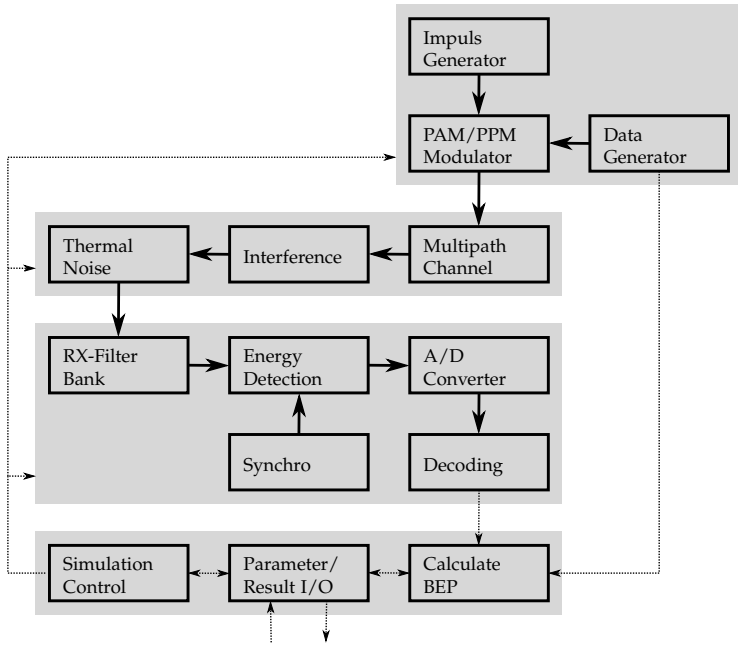 Impuls
Generator
PAM/PPM
Modulator
Data
Generator
Thermal
Noise
Interference
Multipath
Channel
RX-Filter
Bank
Energy
Detection
A/D
Converter
Synchro
Decoding
Simulation
Control
Parameter/
Result I/O
Calculate
BEP